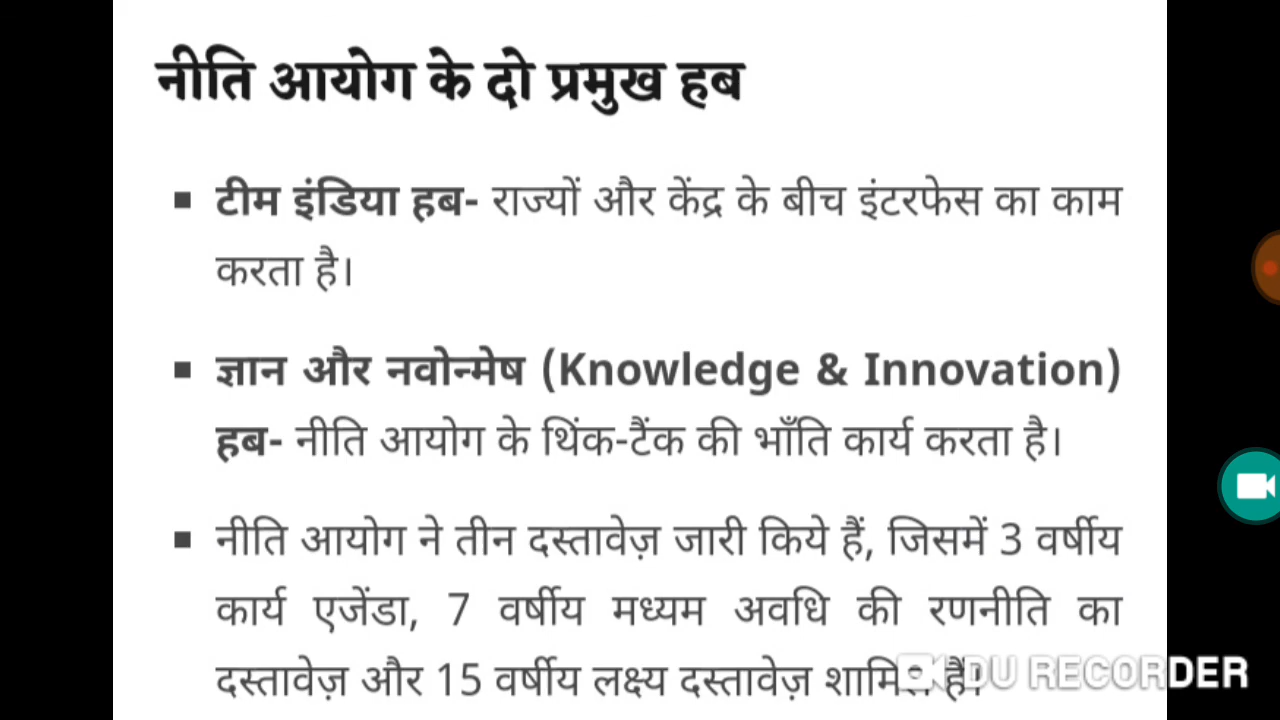 नीति आयोग के दो प्रमुख हब
▪ टीम इंडिया हब- राज्यों और केंद्र के बीच इंटरफेस का काम
करता है।
▪ ज्ञान और नवोन्मेष (Knowledge & Innovation)
हब- नीति आयोग के थिंक-टैंक की भाँति कार्य करता है।
▪ नीति आयोग ने तीन दस्तावेज़ जारी किये हैं, जिसमें 3 वर्षीय
कार्य एजेंडा, 7 वर्षीय मध्यम अवधि की रणनीति का
दस्तावेज़ और 15 वर्षीय लक्ष्य दस्तावेज़ शामिल हैं।
DU RECORDER